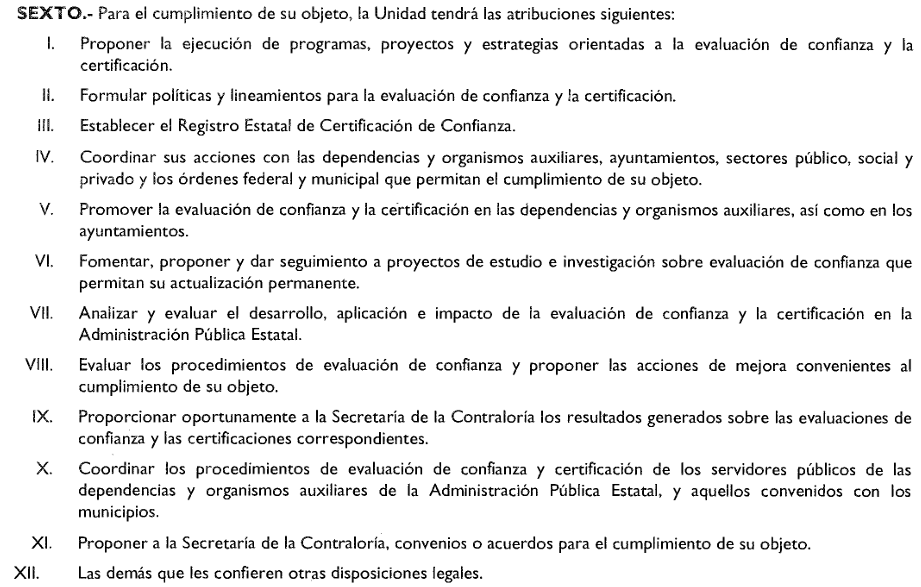 SEXTO.- Para el cumplimiento de su objeto, la Unidad tendrá las atribuciones siguientes:
I. Proponer la ejecución de programas, proyectos y estrategias orientadas a la evaluación de confianza y la
certificación.
II. Formular políticas y lineamientos para la evaluación de confianza y la certificación.
III. Establecer el Registro Estatal de Certificación de Confianza.
IV. Coordinar sus acciones con las dependencias y organismos auxiliares, ayuntamientos, sectores público, social y
privado y los órdenes federal y municipal que permitan el cumplimiento de su objeto.
V. Promover la evaluación de confianza y la certificación en las dependencias y organismos auxiliares, así como en los
ayuntamientos.
VI. Fomentar, proponer y dar seguimiento a proyectos de estudio e investigación sobre evaluación de confianza que
permitan su actualización permanente.
VII. Analizar y evaluar el desarrollo, aplicación e impacto de la evaluación de confianza y la certificación en la
Administración Pública Estatal.
VIII. Evaluar los procedimientos de evaluación de confianza y proponer las acciones de mejora convenientes al
cumplimiento de su objeto.
IX. Proporcionar oportunamente a la Secretaría de la Contraloría los resultados generados sobre las evaluaciones de
confianza y las certificaciones correspondientes.
X. Coordinar los procedimientos de evaluación de confianza y certificación de los servidores públicos de las
dependencias y organismos auxiliares de la Administración Pública Estatal, y aquellos convenidos con los
municipios.
XI. Proponer a la Secretaría de la Contraloría, convenios o acuerdos para el cumplimiento de su objeto.
XII. Las demás que les confieren otras disposiciones legales.